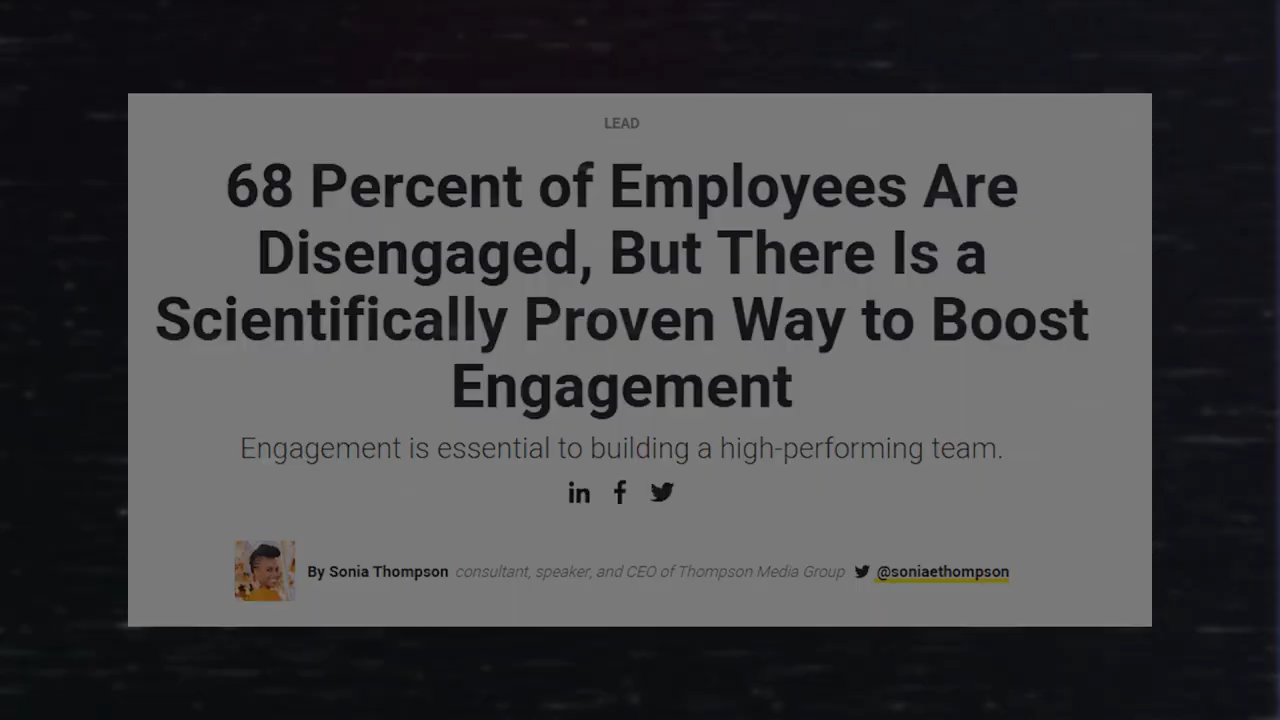 LEAD
68 Percent of Employees Are
Disengaged, But There Is a
Scientifically Proven Way to Boost
Engagement
Engagement is essential to building a high-performing team.
By Sonia Thompson consultant, speaker, and CEO of Thompson Media Group @soniaethompson